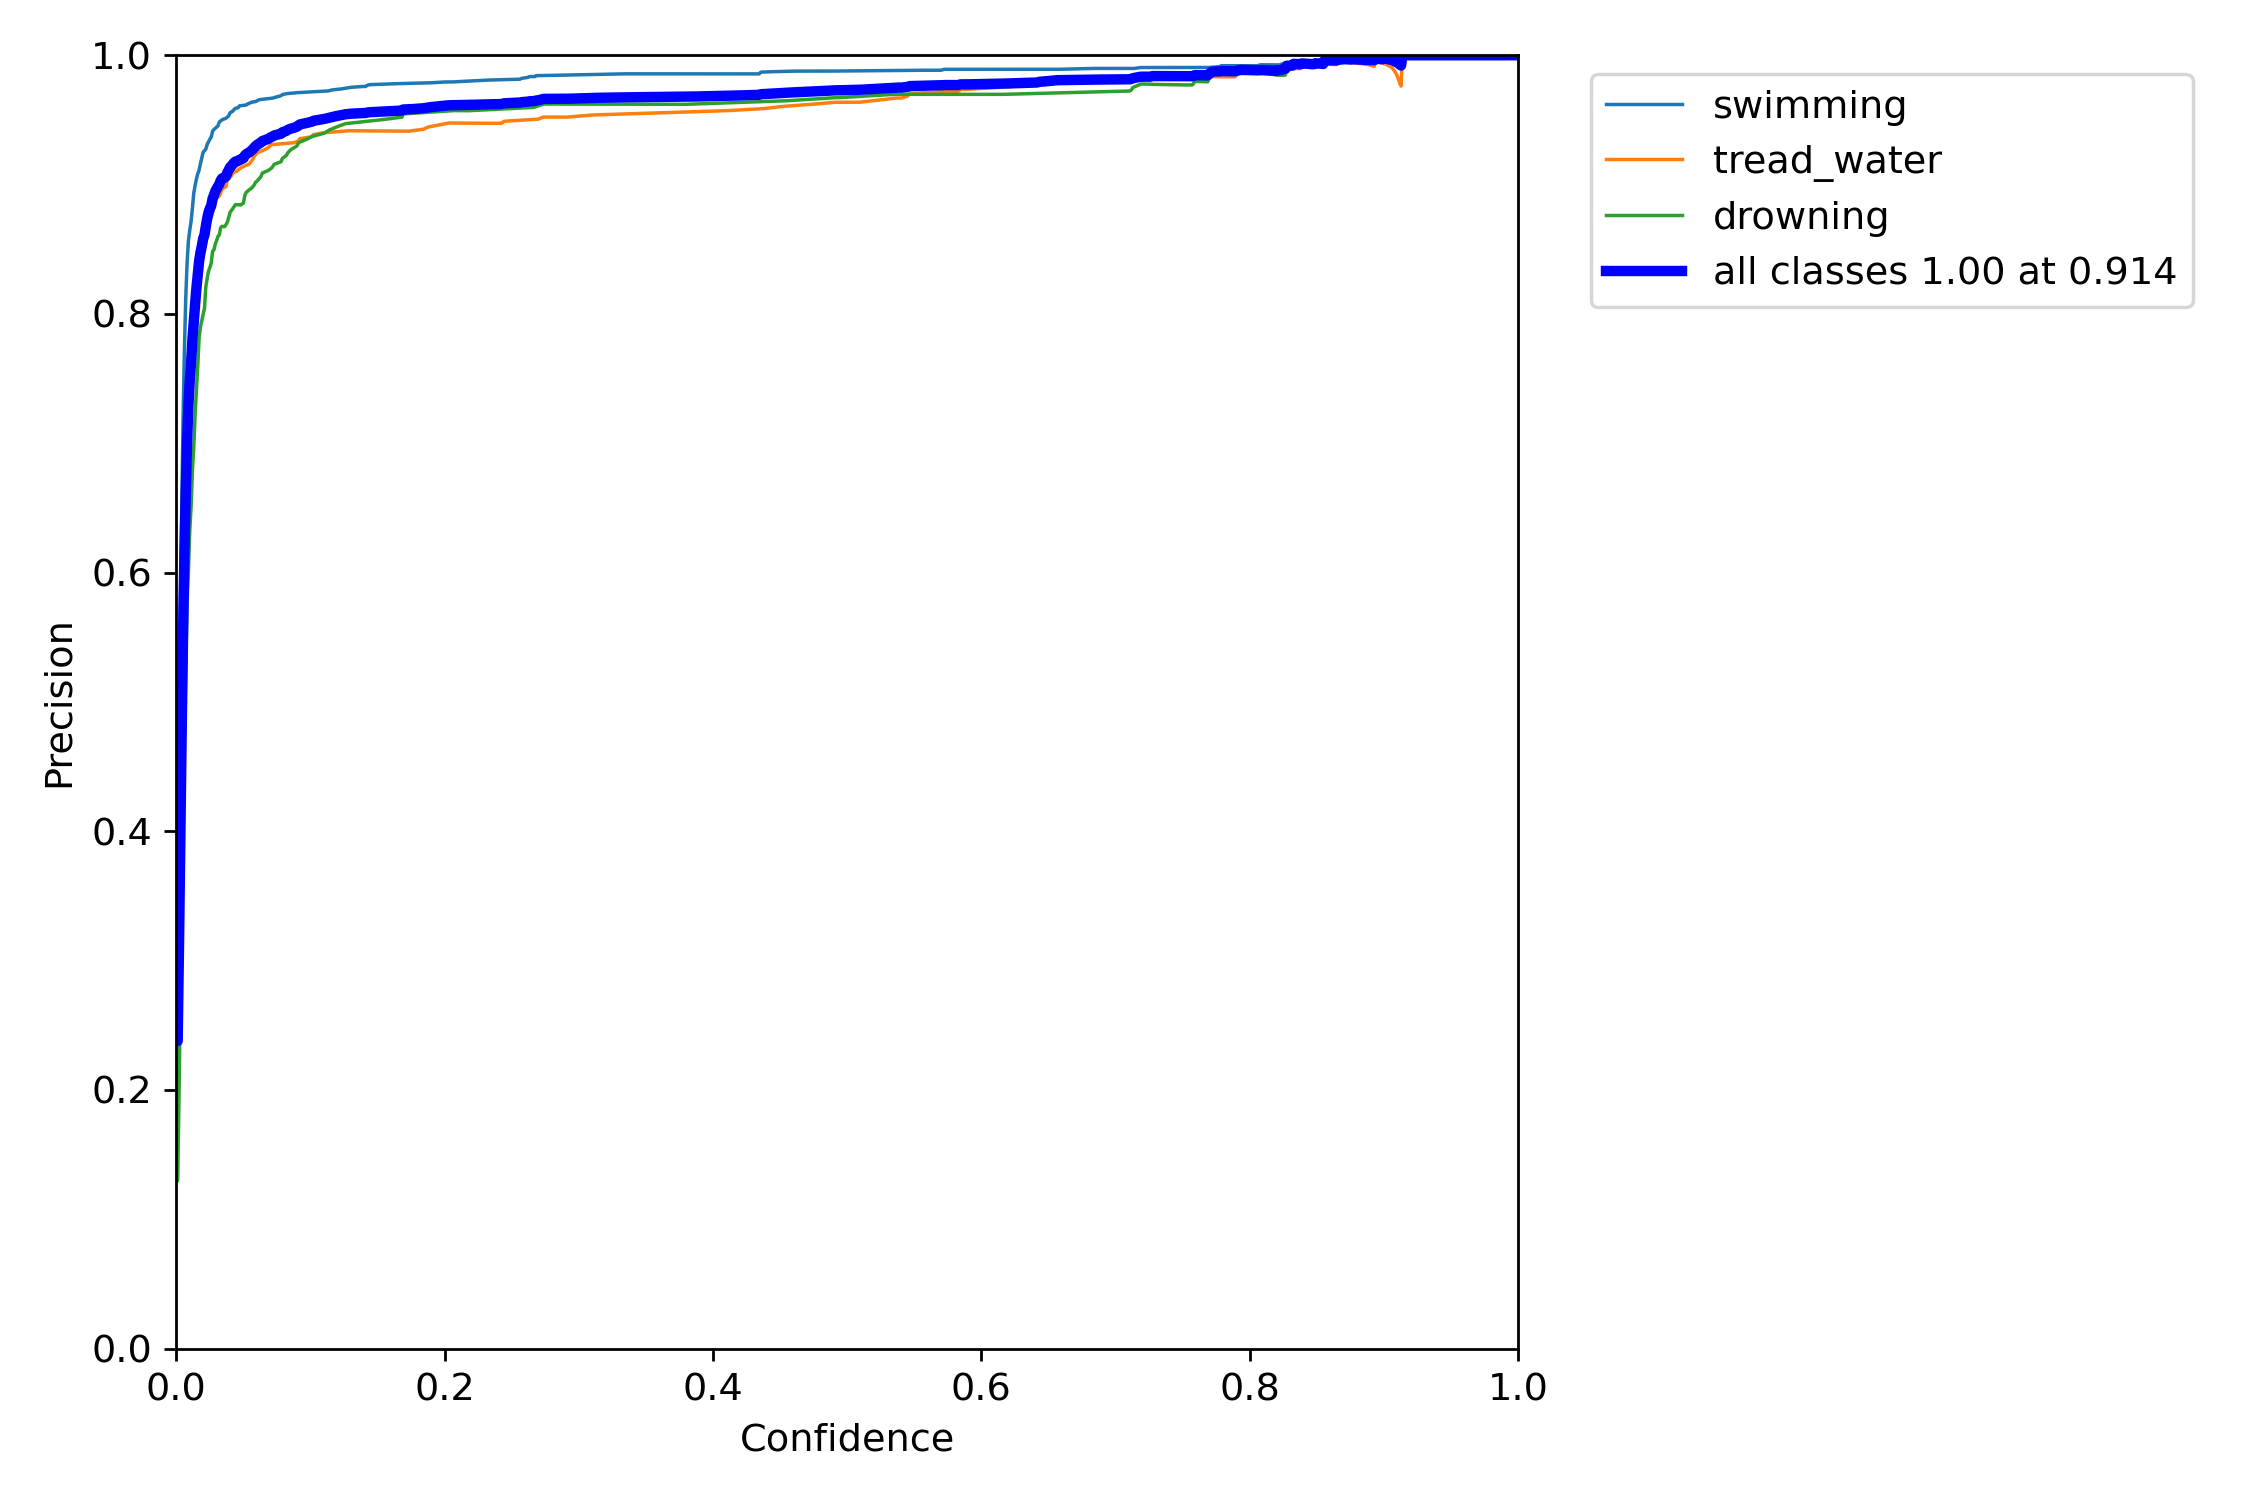 1.0
0.8
0.6
0.4
0.2
0.0
Precision
0.0 0.2 0.4 0.6 0.8 1.0
Confidence
swimming
tread_water
drowning
all classes 1.00 at 0.914